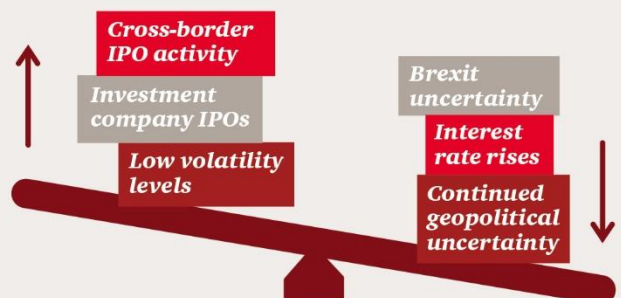 Cross-border
IPO activity
Investment
company IPOs
Low volatility
levels
Brexit
uncertainty
Interest
rate rises
Continued
geopolitical
uncertainty